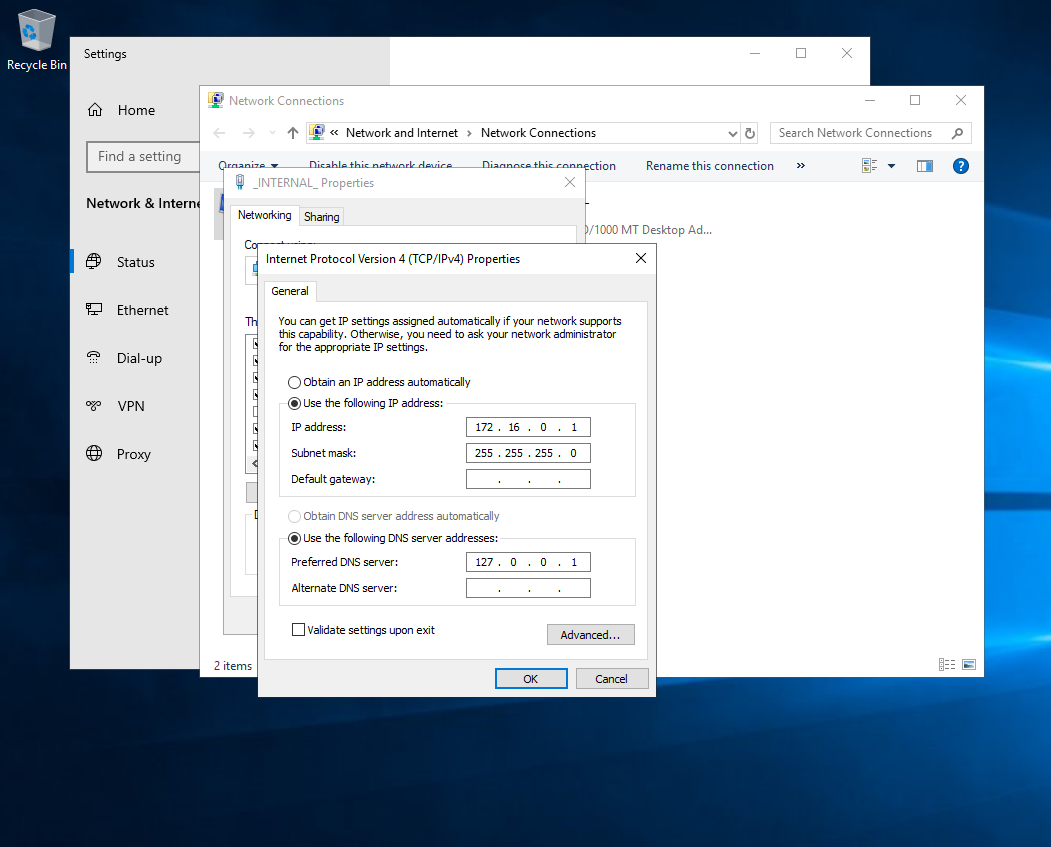 Recycle Bin
Settings
Home
Find a setting
Network & Interne
Status
Ethernet
Dial-up
VPN
Proxy
Network Connections
« Network and Internet › Network Connections
Search Network Connections
Organize Disable this network device Diagnose this connection Rename this connection »
_INTERNAL_ Properties
Networking Sharing
0/1000 MT Desktop Ad...
Connect using:
Th
Internet Protocol Version 4 (TCP/IPv4) Properties
General
You can get IP settings assigned automatically if your network supports
this capability. Otherwise, you need to ask your network administrator
for the appropriate IP settings.
Obtain an IP address automatically
Use the following IP address:
IP address: 172 . 16 . 0 . 1
Subnet mask: 255 . 255 . 255 . 0
Default gateway: . . .
Obtain DNS server address automatically
Use the following DNS server addresses:
Preferred DNS server: 127 . 0 . 0 . 1
Alternate DNS server: . . .
Validate settings upon exit
Advanced...
OK Cancel
2 items